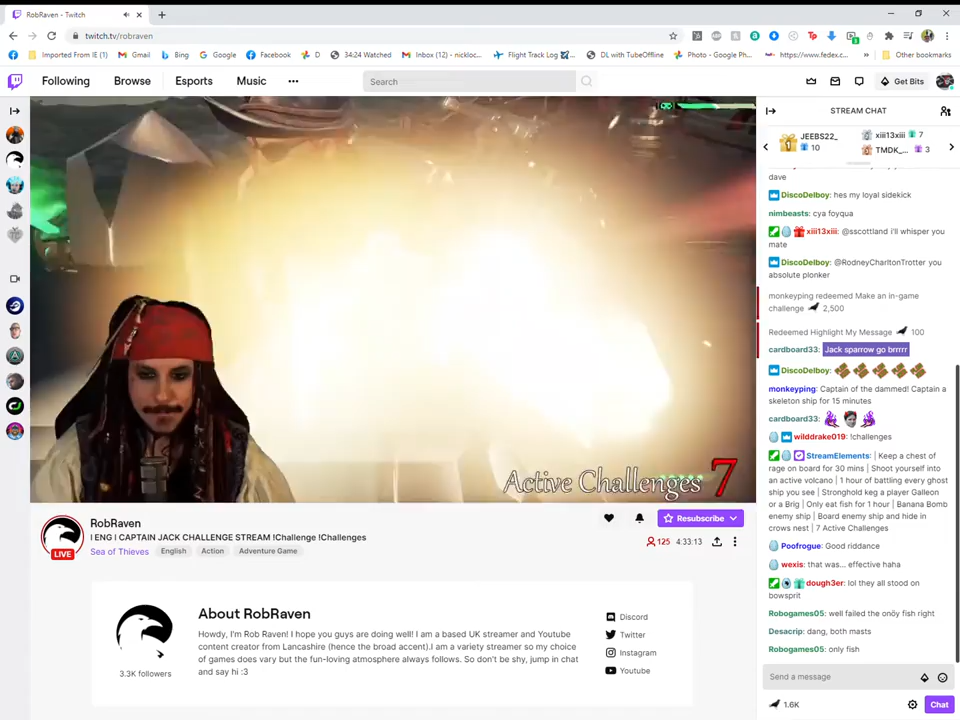 RobRaven - Twitch
twitch.tv/robraven
Imported From IE (1)
Gmail
Bing
Google
Facebook
D
34:24 Watched
Inbox (12) - nickloc...
Flight Track Log
DL with TubeOffline
Photo - Google Ph...
https://www.fedex.c...
Other bookmarks
Following
Browse
Esports
Music
Search
Get Bits
STREAM CHAT
JEEBS22_
10
xiii13xiii 7
TMDK_... 3
dave
DiscoDelboy: hes my loyal sidekick
nimbeasts: cya foyqua
xiii13xiii: @sscottland i'll whisper you
mate
DiscoDelboy: @RodneyCharltonTrotter you
absolute plonker
monkeyping redeemed Make an in-game
challenge 2,500
Redeemed Highlight My Message 100
cardboard33: Jack sparrow go brrrrr
DiscoDelboy:
monkeyping: Captain of the damned! Captain a
skeleton ship for 15 minutes
cardboard33:
wilddrake019: !challenges
StreamElements: | Keep a chest of
rage on board for 30 mins | Shoot yourself into
an active volcano | 1 hour of battling every ghost
ship you see | Stronghold keg a player Galleon
or a Brig | Only eat fish for 1 hour | Banana Bomb
enemy ship | Board enemy ship and hide in
crows nest | 7 Active Challenges
Poofrogue: Good riddance
wexis: that was... effective haha
dough3er: lol they all stood on
bowsprit
Robogames05: well failed the onöy fish right
Desacrip: dang, both masts
Robogames05: only fish
Send a message
1.6K
Chat
Active Challenges 7
LIVE
RobRaven
| ENG | CAPTAIN JACK CHALLENGE STREAM !Challenge !Challenges
Sea of Thieves
English
Action
Adventure Game
Resubscribe
125
4:33:13
3.3K followers
About RobRaven
Howdy, I'm Rob Raven! I hope you guys are doing well! I am a based UK streamer and Youtube
content creator from Lancashire (hence the broad accent).I am a variety streamer so my choice
of games does vary but the fun-loving atmosphere always follows. So don't be shy, jump in chat
and say hi :3
Discord
Twitter
Instagram
Youtube